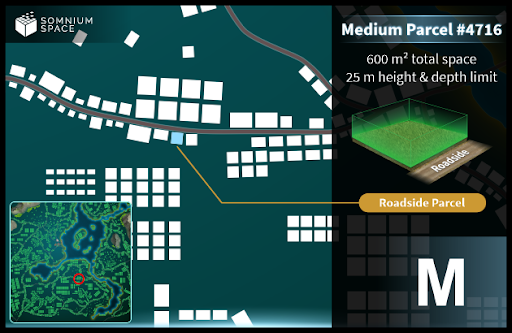 SOMNIUM
SPACE
Medium Parcel #4716
600 m² total space
25 m height & depth limit
Roadside
Roadside Parcel
M